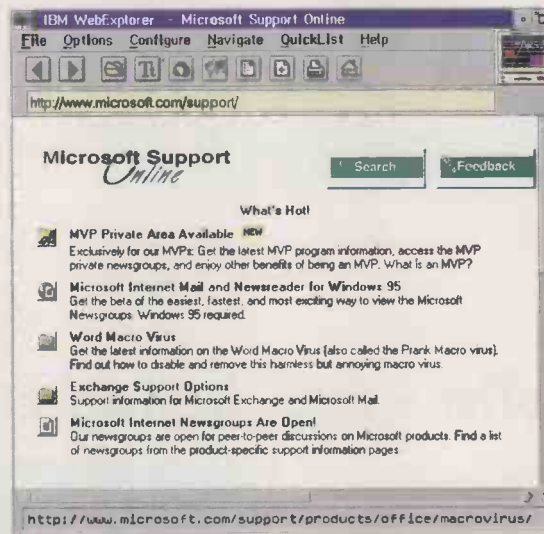 IBM WebExplorer - Microsoft Support Online
File Options Configure Navigate QuickList Help
http://www.microsoft.com/support/
Microsoft Support
Online
Search
Feedback
What's Hot!
MVP Private Area Available NEW
Exclusively for our MVPs: Get the latest MVP program information, access the MVP
private newsgroups, and enjoy other benefits of being an MVP. What is an MVP?
Microsoft Internet Mail and Newsreader for Windows 95
Get the beta of the easiest, fastest, and most exciting way to view the Microsoft
Newsgroups. Windows 95 required.
Word Macro Virus
Get the latest information on the Word Macro Virus (also called the Prank Macro virus).
Find out how to disable and remove this harmless but annoying macro virus.
Exchange Support Options
Support information for Microsoft Exchange and Microsoft Mail.
Microsoft Internet Newsgroups Are Open!
Our newsgroups are open for peer-to-peer discussions on Microsoft products. Find a list
of newsgroups from the product-specific support information pages
http://www.microsoft.com/support/products/office/macrovirus/